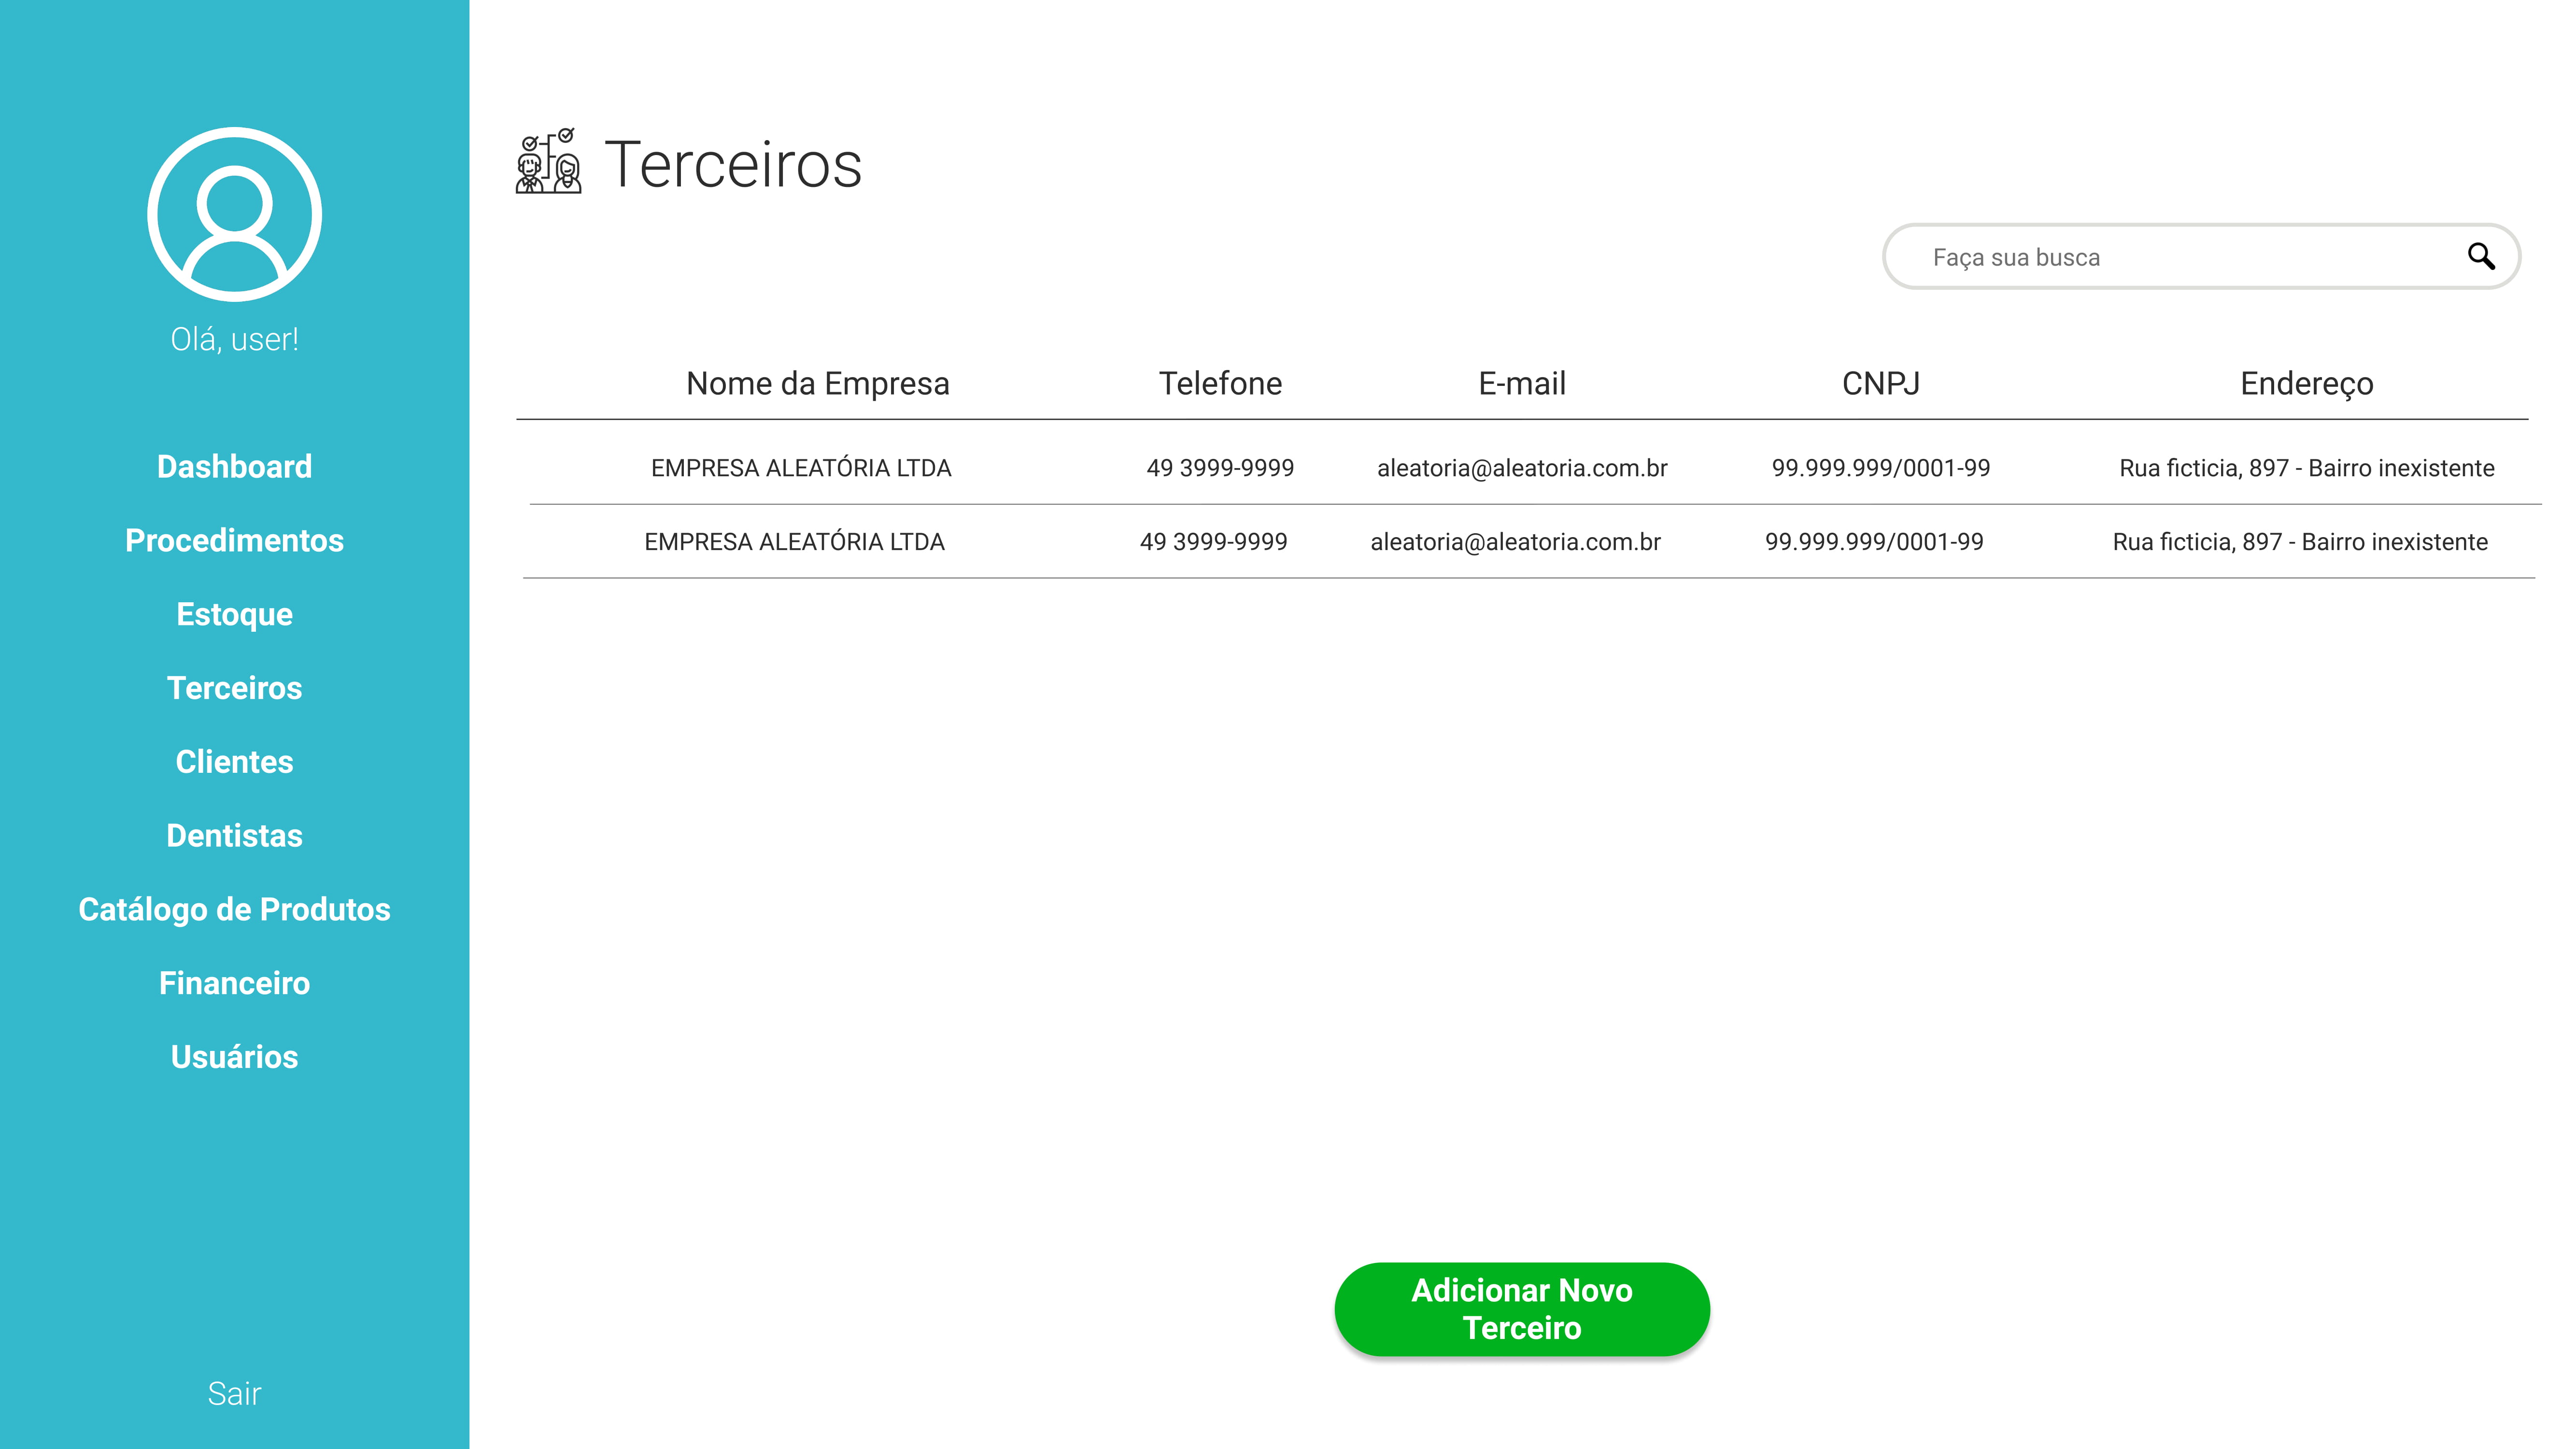 Olá, user!
Dashboard
Procedimentos
Estoque
Terceiros
Clientes
Dentistas
Catálogo de Produtos
Financeiro
Usuários
Sair
Terceiros
Faça sua busca
Nome da Empresa Telefone E-mail CNPJ Endereço
EMPRESA ALEATÓRIA LTDA 49 3999-9999 aleatoria@aleatoria.com.br 99.999.999/0001-99 Rua ficticia, 897 - Bairro inexistente
EMPRESA ALEATÓRIA LTDA 49 3999-9999 aleatoria@aleatoria.com.br 99.999.999/0001-99 Rua ficticia, 897 - Bairro inexistente
Adicionar Novo
Terceiro